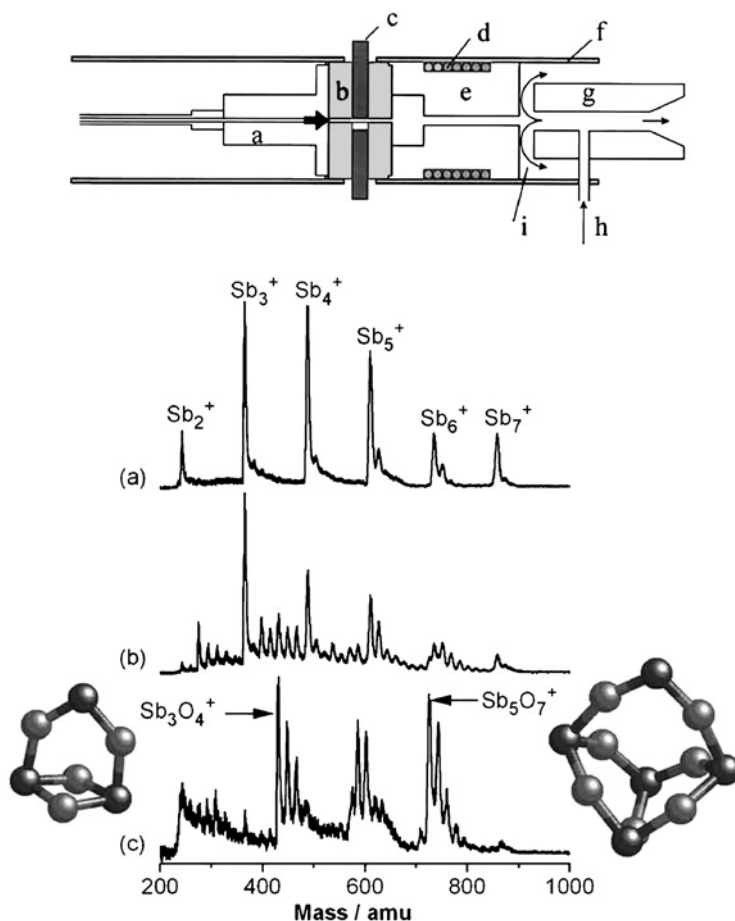 c
d
f
b
e
g
a
i
h
Sb₃⁺
Sb₄⁺
Sb₅⁺
Sb₂⁺
Sb₆⁺
Sb₇⁺
(a)
(b)
Sb₃O₄⁺
Sb₅O₇⁺
(c)
200 400 600 800 1000
Mass / amu